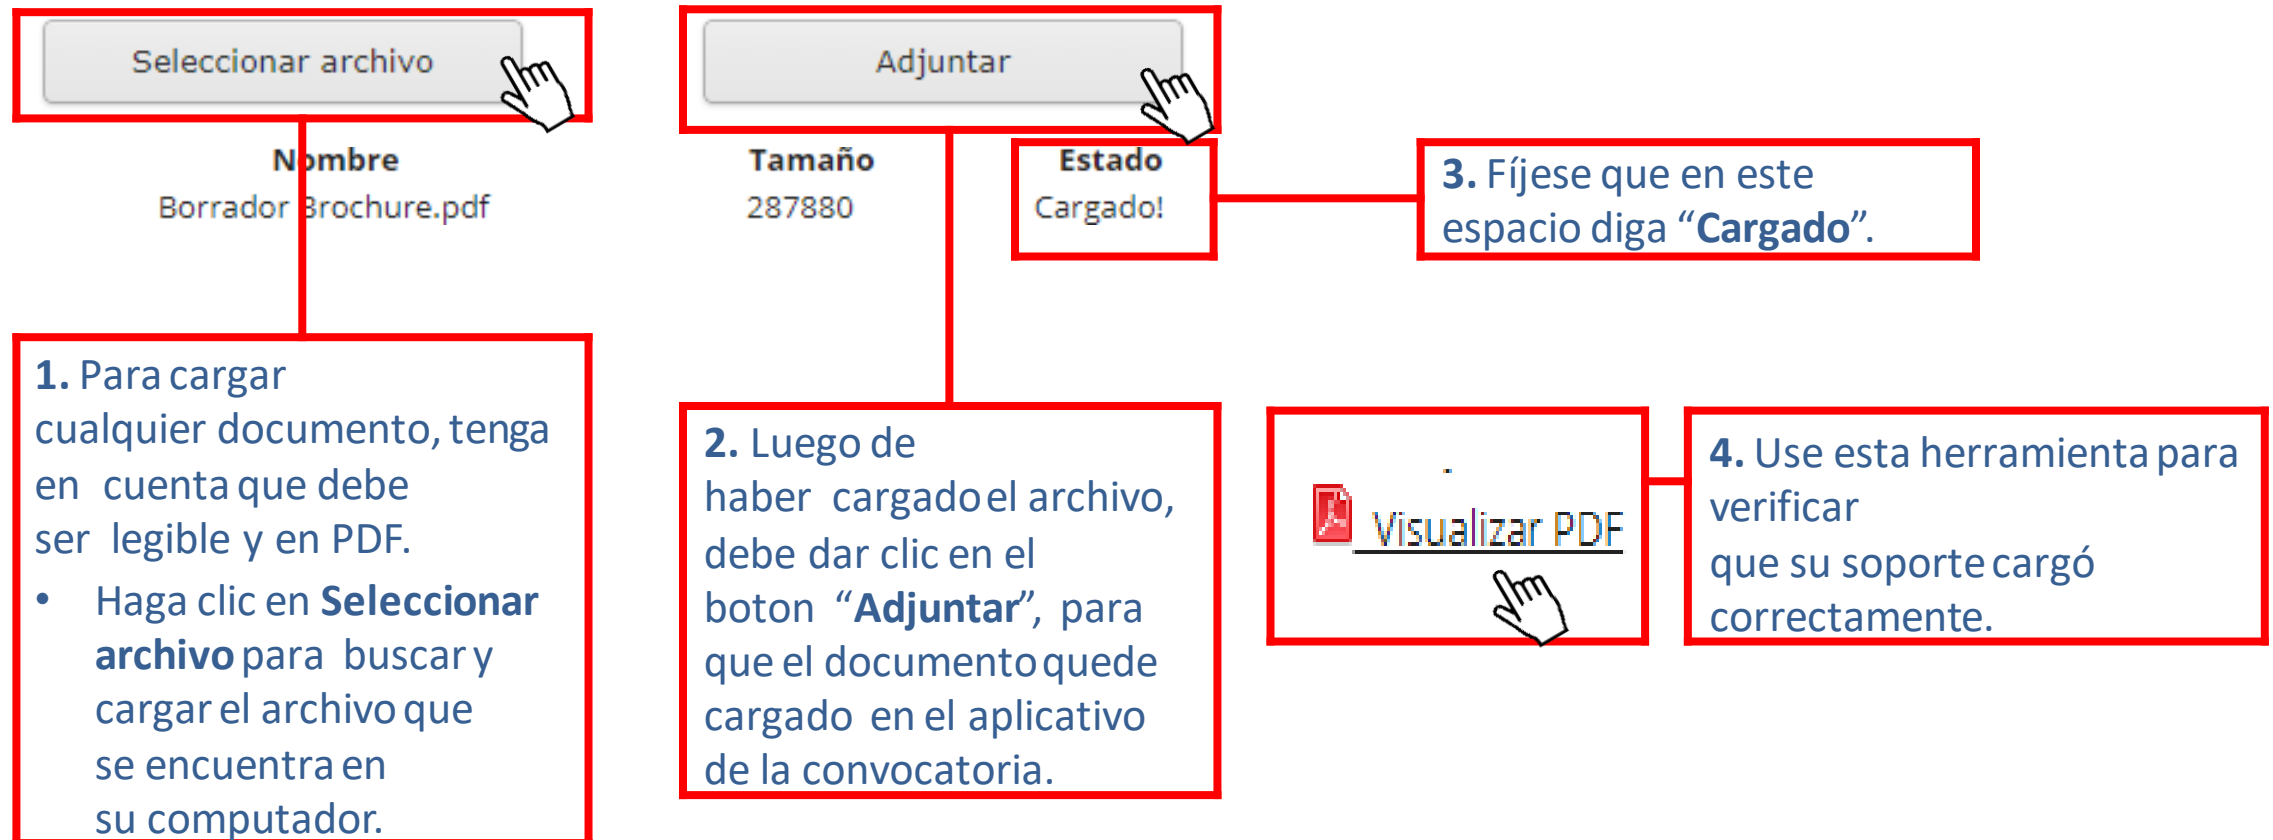 Seleccionar archivo
Adjuntar
Nombre
Tamaño
Estado
Borrador Brochure.pdf
287880
Cargado!
3. Fíjese que en este
espacio diga “Cargado”.
1. Para cargar
cualquier documento, tenga
en cuenta que debe
ser legible y en PDF.
• Haga clic en Seleccionar
archivo para buscar y
cargar el archivo que
se encuentra en
su computador.
2. Luego de
haber cargado el archivo,
debe dar clic en el
boton “Adjuntar”, para
que el documento quede
cargado en el aplicativo
de la convocatoria.
Visualizar PDF
4. Use esta herramienta para
verificar
que su soporte cargó
correctamente.